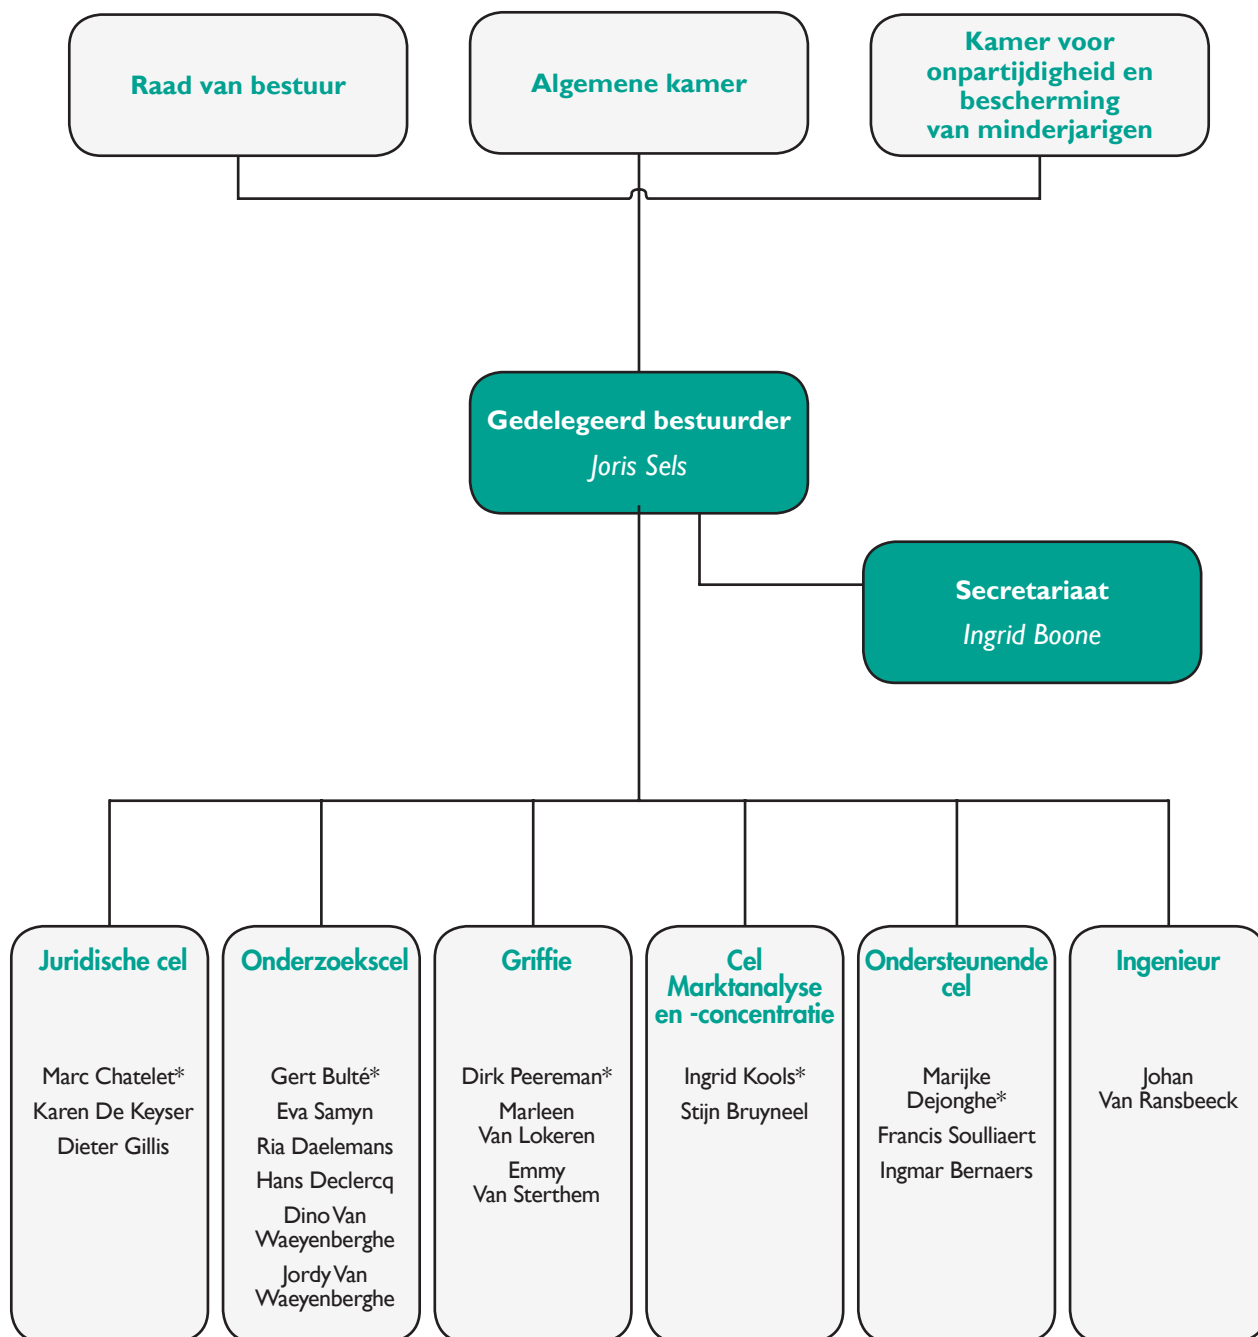 Raad van bestuur
Algemene kamer
Kamer voor
onpartijdigheid en
bescherming
van minderjarigen
Gedelegeerd bestuurder
Joris Sels
Secretariaat
Ingrid Boone
Juridische cel
Marc Chatelet*
Karen De Keyser
Dieter Gillis
Onderzoekscel
Gert Bulté*
Eva Samyn
Ria Daelemans
Hans Declercq
Dino Van
Waeyenberghe
Jordy Van
Waeyenberghe
Griffie
Dirk Peereman*
Marleen
Van Lokeren
Emmy
Van Sterthem
Cel
Marktanalyse
en -concentratie
Ingrid Kools*
Stijn Bruyneel
Ondersteunende
cel
Marijke
Dejonghe*
Francis Soulliaert
Ingmar Bernaers
Ingenieur
Johan
Van Ransbeeck